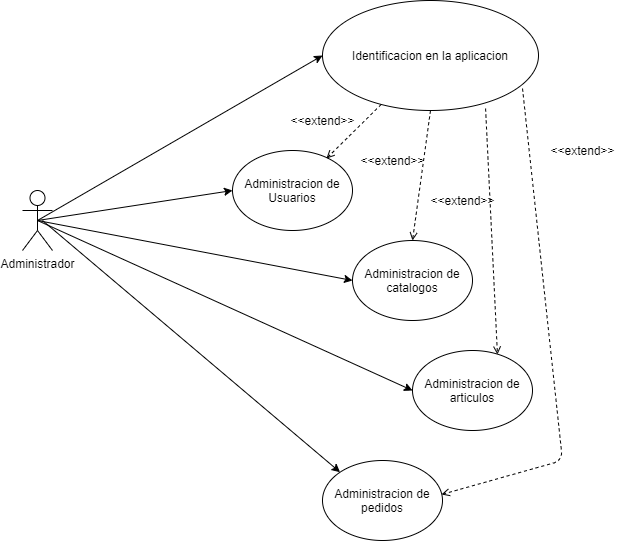 Identificacion en la aplicacion
<<extend>>
<<extend>>
<<extend>>
<<extend>>
Administracion de
Usuarios
Administrador
Administracion de
catalogos
Administracion de
articulos
Administracion de
pedidos